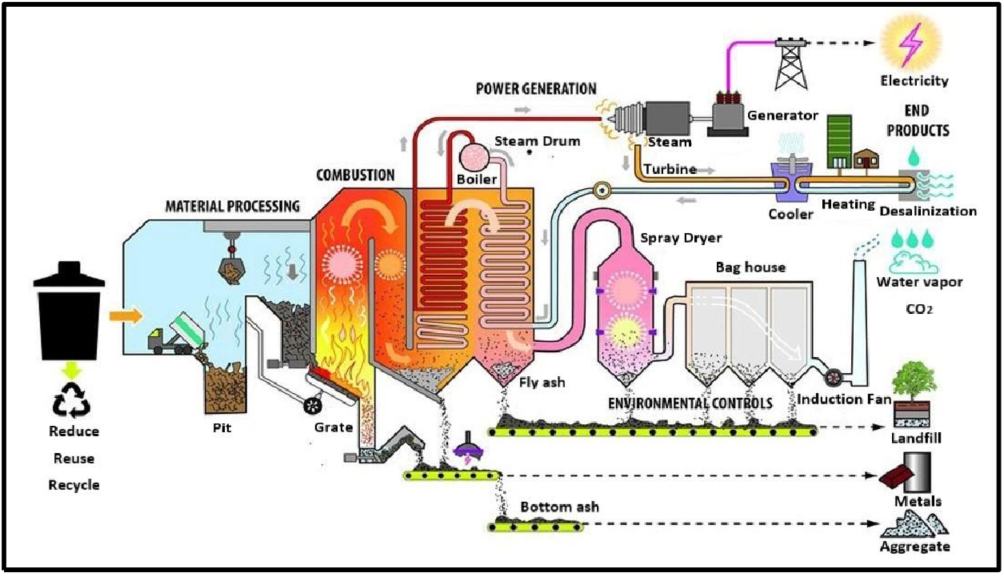 Electricity
POWER GENERATION
Generator
END
PRODUCTS
Steam Drum
Steam
Turbine
Boiler
COMBUSTION
Heating
Cooler
Desalinization
MATERIAL PROCESSING
Spray Dryer
Bag house
Water vapor
CO2
Fly ash
ENVIRONMENTAL CONTROLS
Induction Fan
Pit
Grate
Landfill
Reduce
Reuse
Recycle
Metals
Bottom ash
Aggregate